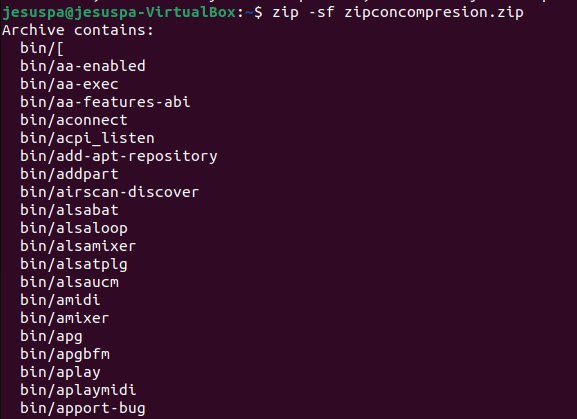 jesuspa@jesuspa-VirtualBox:~$ zip -sf zipconcompresion.zip
Archive contains:
  bin/[
  bin/aa-enabled
  bin/aa-exec
  bin/aa-features-abi
  bin/aconnect
  bin/acpi_listen
  bin/add-apt-repository
  bin/addpart
  bin/airscan-discover
  bin/alsabat
  bin/alsaloop
  bin/alsamixer
  bin/alsatplg
  bin/alsaucm
  bin/amidi
  bin/amixer
  bin/apg
  bin/apgbfm
  bin/aplay
  bin/aplaymidi
  bin/apport-bug